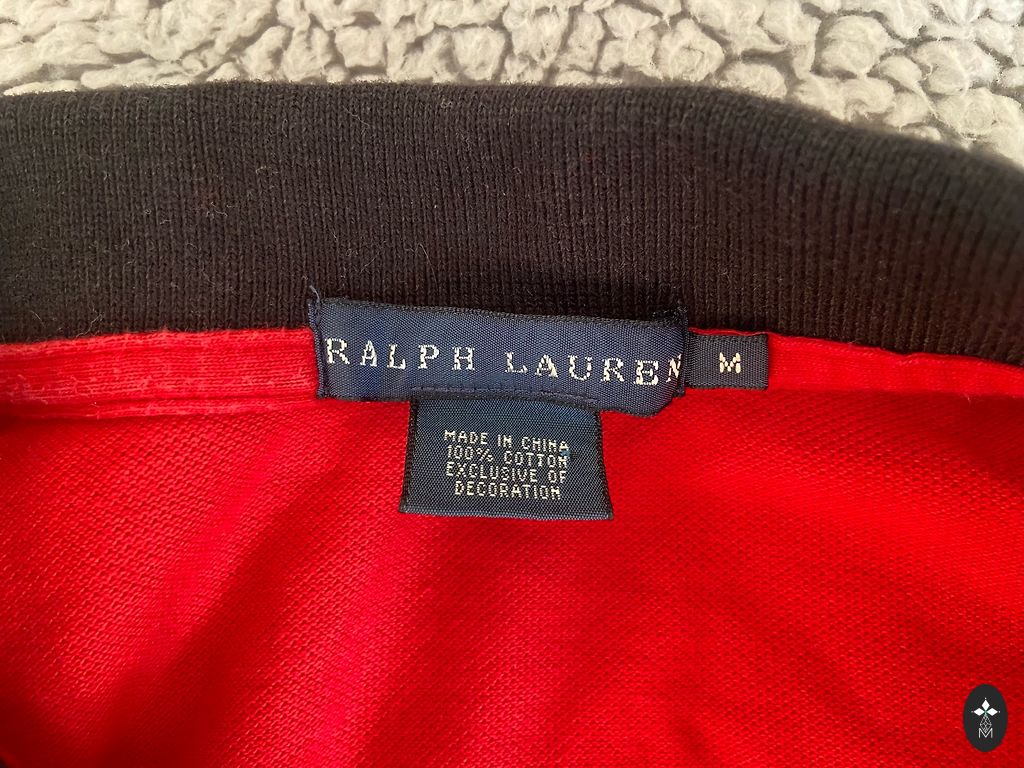 RALPH LAUREN
M
MADE IN CHINA
100% COTTON
EXCLUSIVE OF
DECORATION
M